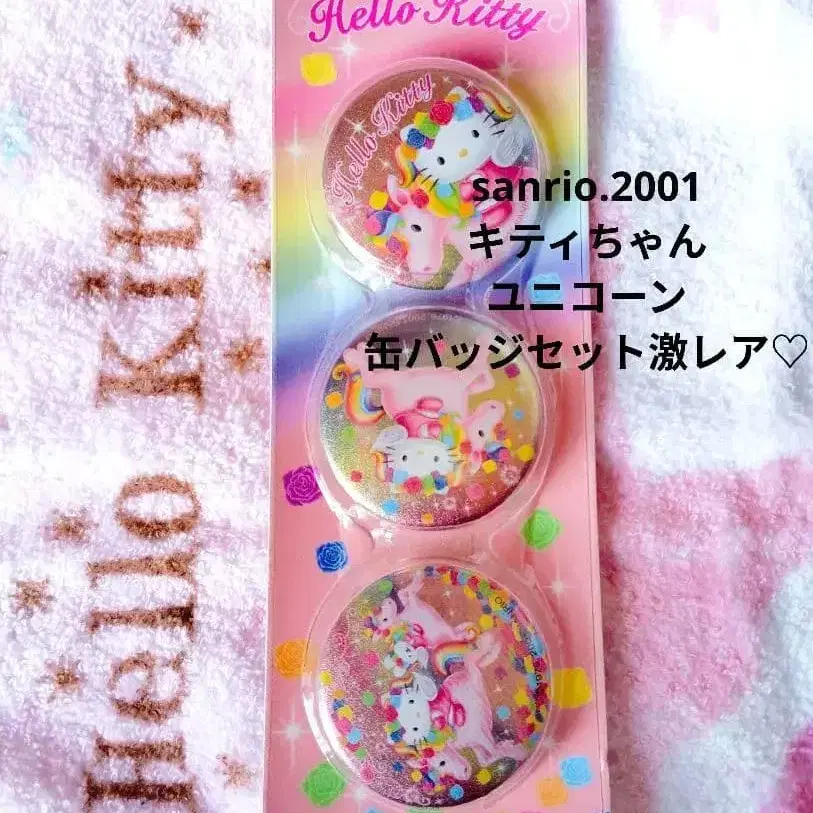 Hello Kitty
Hello Kitty
sanrio.2001
キティちゃん
ユニコーン
缶バッジセット激レア♡
Hello Kitty